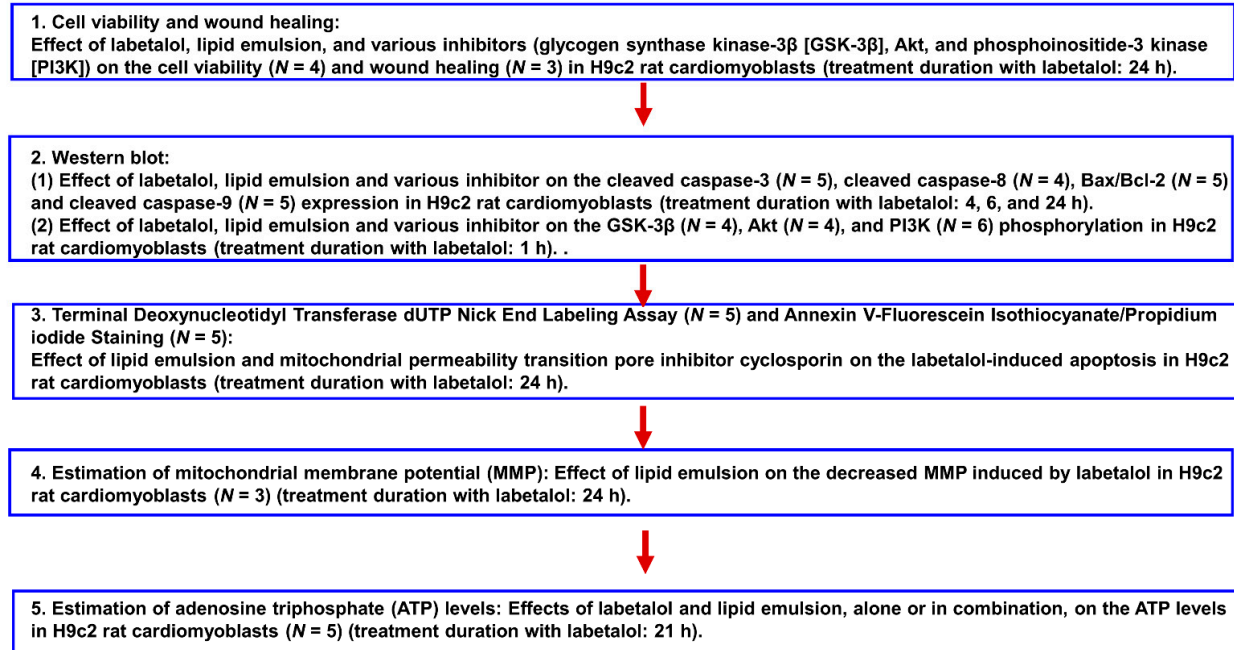 1. Cell viability and wound healing:
Effect of labetalol, lipid emulsion, and various inhibitors (glycogen synthase kinase-3β [GSK-3β], Akt, and phosphoinositide-3 kinase
[PI3K]) on the cell viability (N = 4) and wound healing (N = 3) in H9c2 rat cardiomyoblasts (treatment duration with labetalol: 24 h).
2. Western blot:
(1) Effect of labetalol, lipid emulsion and various inhibitor on the cleaved caspase-3 (N = 5), cleaved caspase-8 (N = 4), Bax/Bcl-2 (N = 5)
and cleaved caspase-9 (N = 5) expression in H9c2 rat cardiomyoblasts (treatment duration with labetalol: 4, 6, and 24 h).
(2) Effect of labetalol, lipid emulsion and various inhibitor on the GSK-3β (N = 4), Akt (N = 4), and PI3K (N = 6) phosphorylation in H9c2
rat cardiomyoblasts (treatment duration with labetalol: 1 h). .
3. Terminal Deoxynucleotidyl Transferase dUTP Nick End Labeling Assay (N = 5) and Annexin V-Fluorescein Isothiocyanate/Propidium
iodide Staining (N = 5):
Effect of lipid emulsion and mitochondrial permeability transition pore inhibitor cyclosporin on the labetalol-induced apoptosis in H9c2
rat cardiomyoblasts (treatment duration with labetalol: 24 h).
4. Estimation of mitochondrial membrane potential (MMP): Effect of lipid emulsion on the decreased MMP induced by labetalol in H9c2
rat cardiomyoblasts (N = 3) (treatment duration with labetalol: 24 h).
5. Estimation of adenosine triphosphate (ATP) levels: Effects of labetalol and lipid emulsion, alone or in combination, on the ATP levels
in H9c2 rat cardiomyoblasts (N = 5) (treatment duration with labetalol: 21 h).